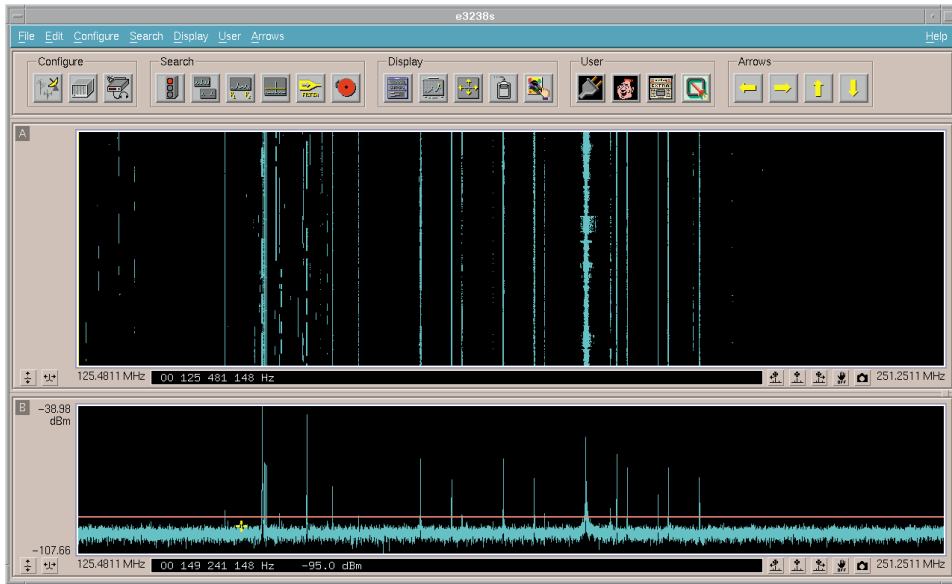 e3238s
File Edit Configure Search Display User Arrows Help
Configure Search Display User Arrows
FILTER
EXTRA
A
125.4811 MHz 00 125 481 148 Hz 251.2511 MHz
B
-38.98
dBm
-107.66
125.4811 MHz 00 149 241 148 Hz -95.0 dBm 251.2511 MHz